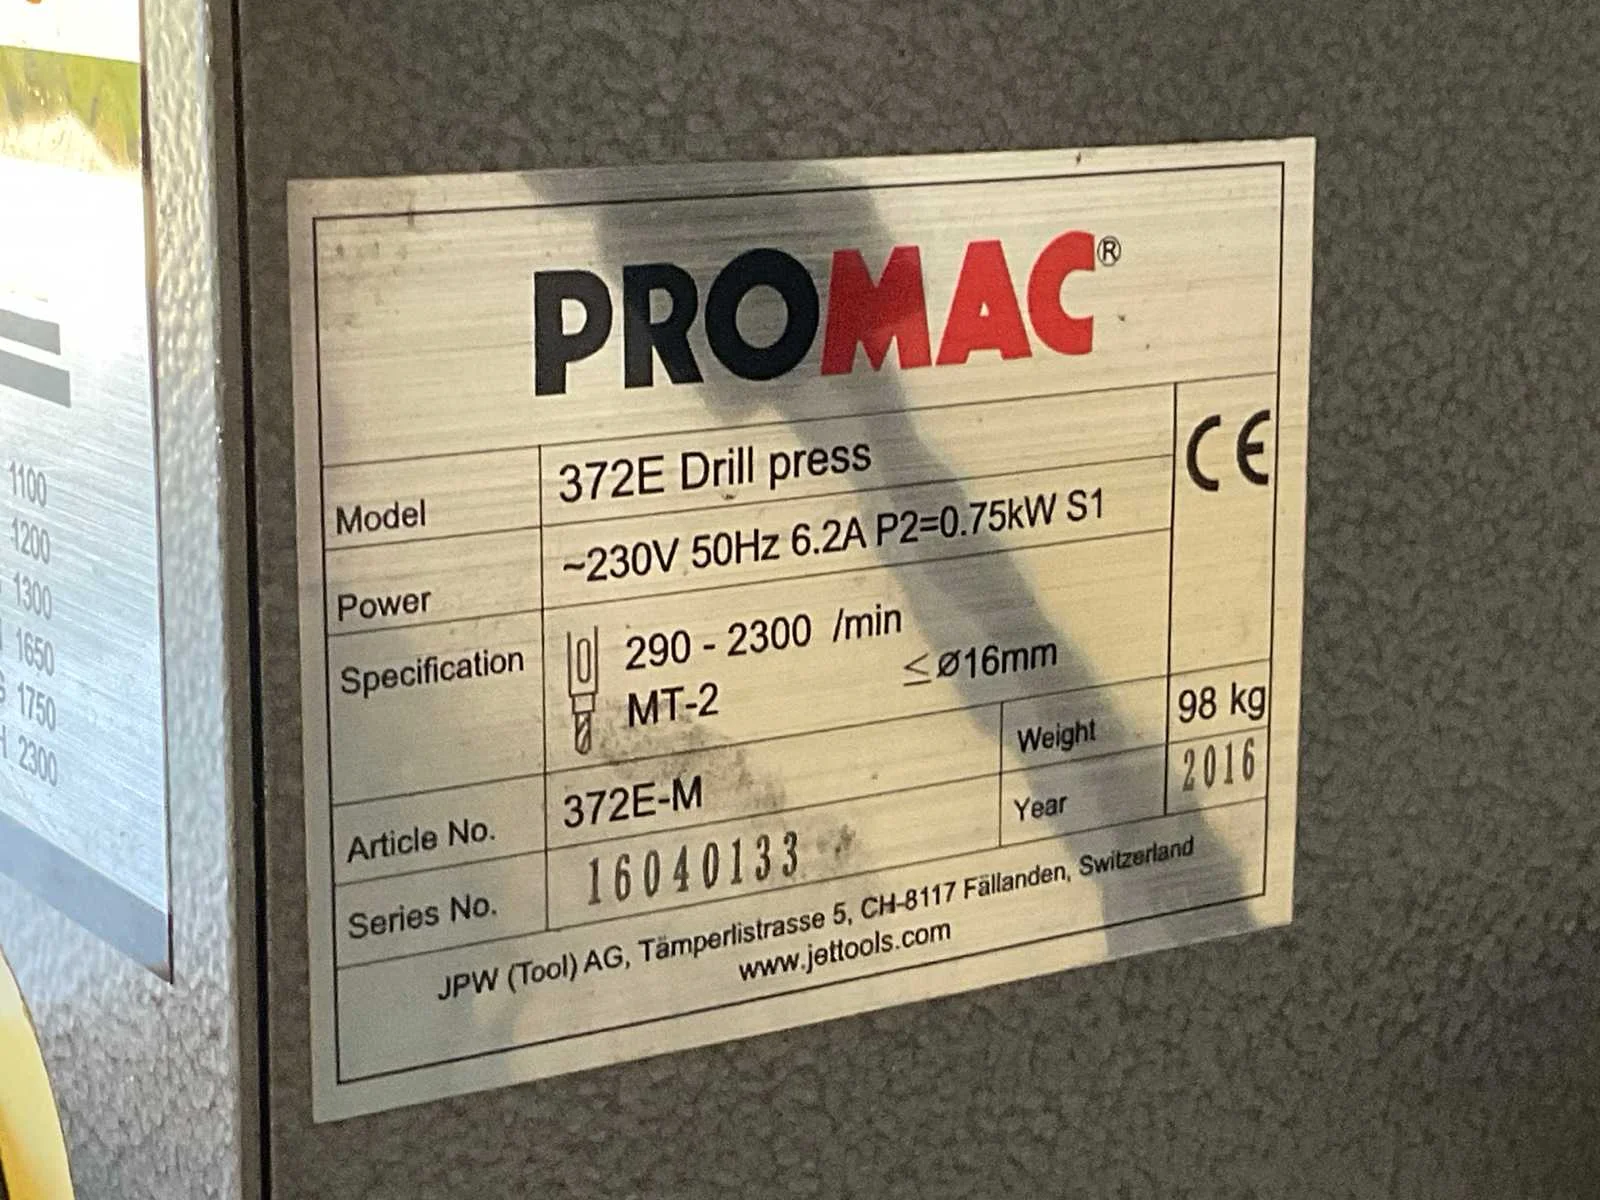 1100
1200
1300
1650
1750
2300
PROMAC®
Model 372E Drill press CE
Power ~230V 50Hz 6.2A P2=0.75kW S1
Specification 290 - 2300 /min
MT-2 ≤ø16mm
Article No. 372E-M Weight 98 kg
Series No. 16040133 Year 2016
JPW (Tool) AG, Tämperlistrasse 5, CH-8117 Fällanden, Switzerland
www.jettools.com